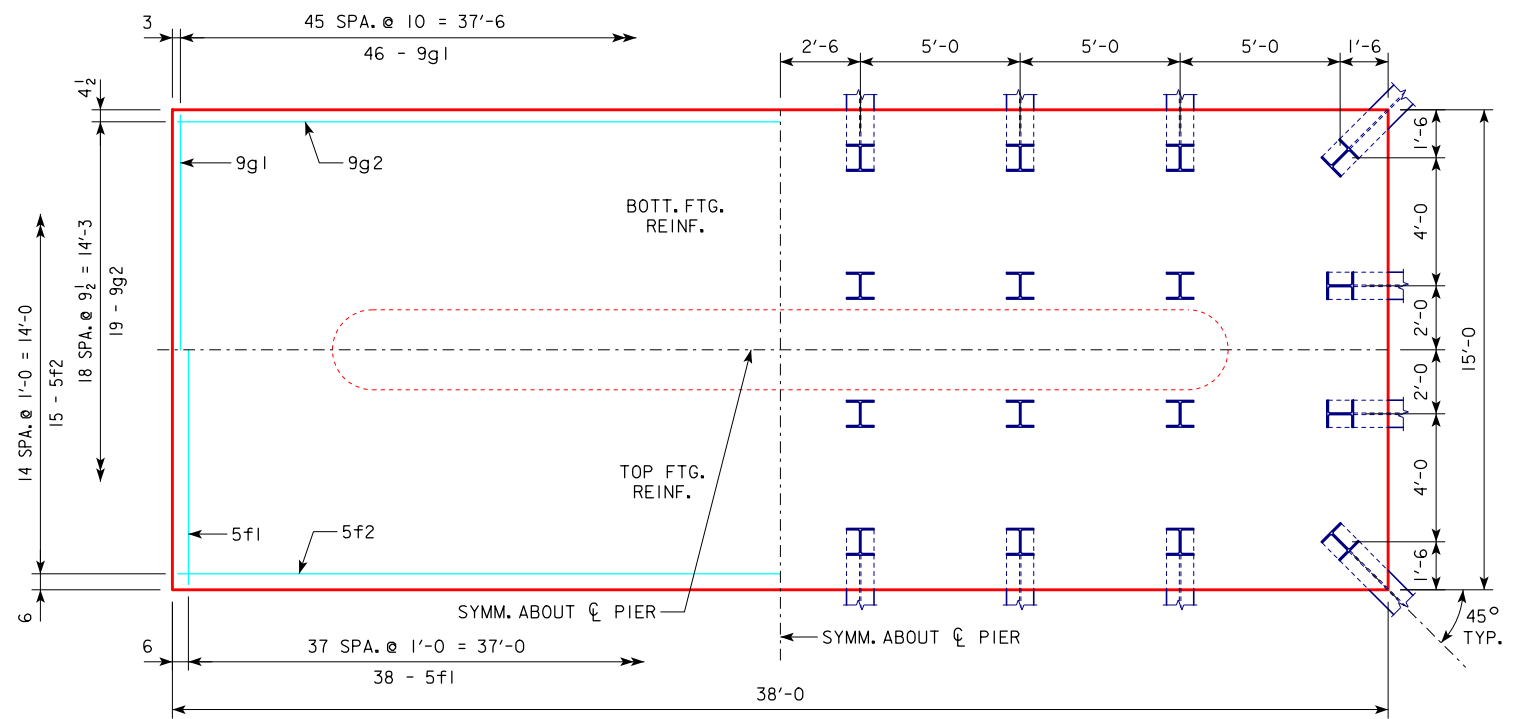 3
45 SPA. @ 10 = 37'-6
46 - 9g1
2'-6
5'-0
5'-0
5'-0
1'-6
4 1/2
9g1
9g2
BOTT. FTG.
REINF.
1'-6
4'-0
2'-0
2'-0
4'-0
1'-6
15'-0
14 SPA. @ 1'-0 = 14'-0
15 - 5f2
18 SPA. @ 9 1/2 = 14'-3
19 - 9g2
TOP FTG.
REINF.
5f1
5f2
6
SYMM. ABOUT ℄ PIER
SYMM. ABOUT ℄ PIER
45°
TYP.
6
37 SPA. @ 1'-0 = 37'-0
38 - 5f1
38'-0